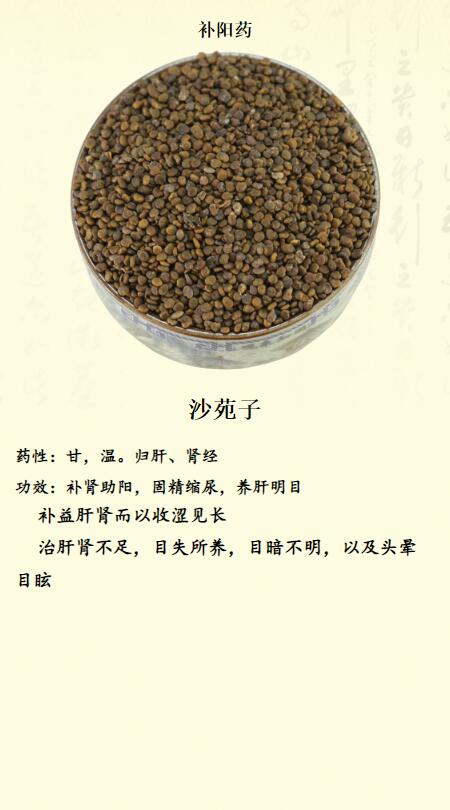 补阳药
沙苑子
药性：甘，温。归肝、肾经
功效：补肾助阳，固精缩尿，养肝明目
补益肝肾而以收涩见长
治肝肾不足，目失所养，目暗不明，以及头晕
目眩